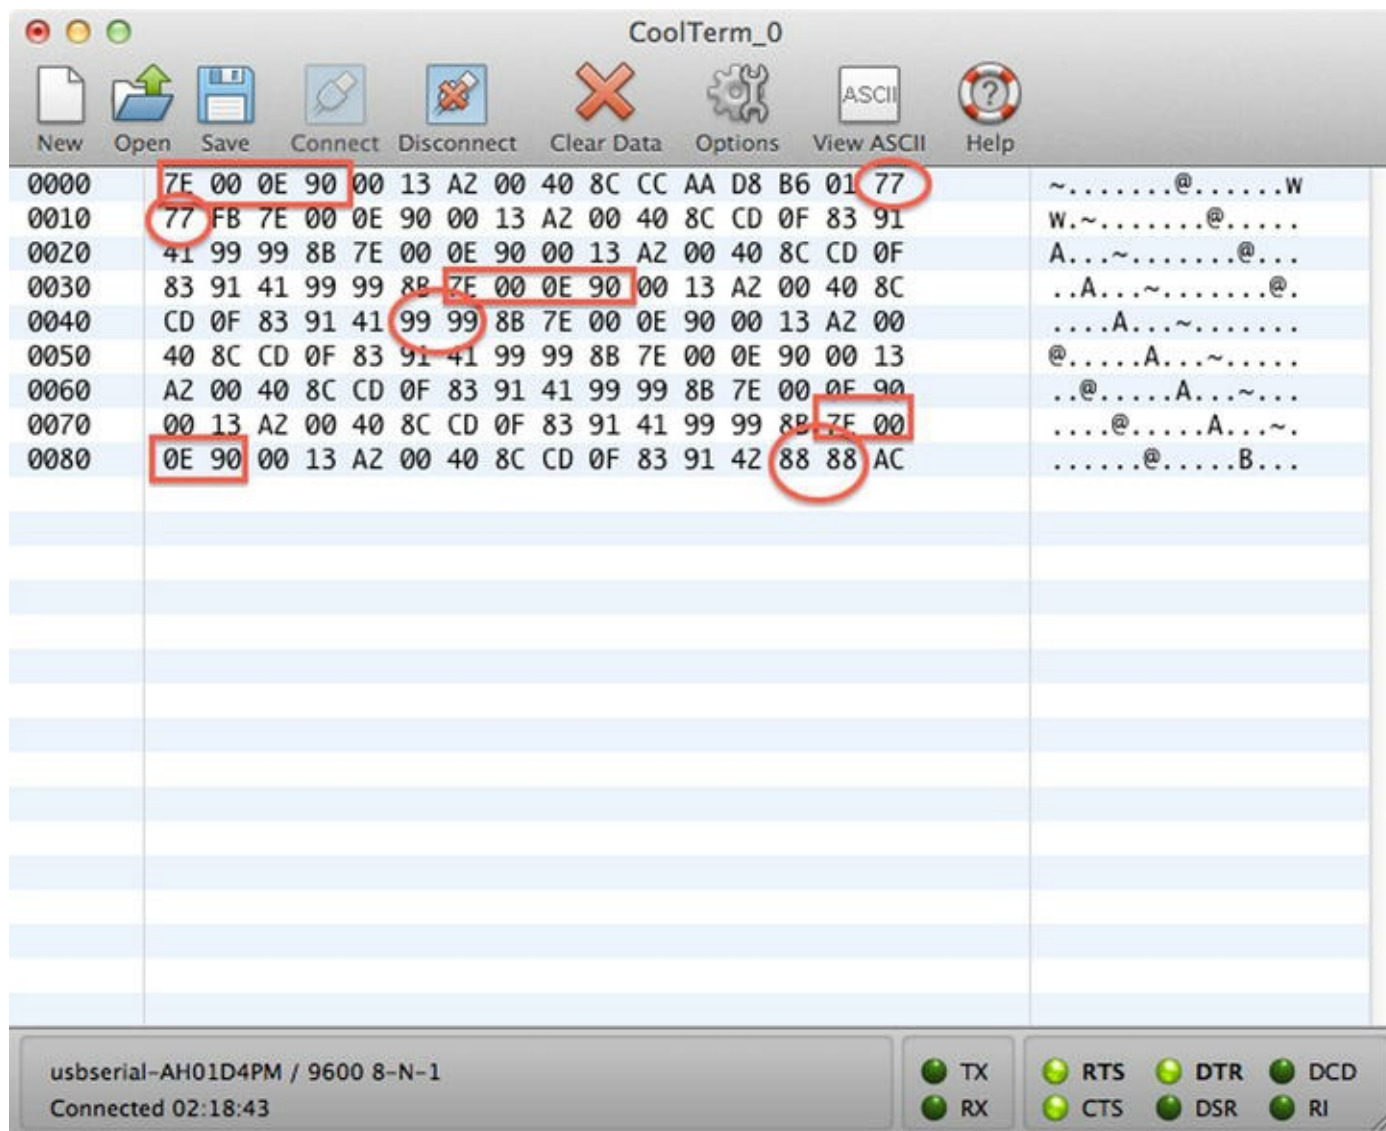 CoolTerm_0
New Open Save Connect Disconnect Clear Data Options ASCII View ASCII Help
0000 7E 00 0E 90 00 13 A2 00 40 8C CC AA D8 B6 01 77 ~.......@......W
0010 77 FB 7E 00 0E 90 00 13 A2 00 40 8C CD 0F 83 91 W.~.......@.....
0020 41 99 99 8B 7E 00 0E 90 00 13 A2 00 40 8C CD 0F A...~.......@...
0030 83 91 41 99 99 8B 7E 00 0E 90 00 13 A2 00 40 8C ..A...~.......@.
0040 CD 0F 83 91 41 99 99 8B 7E 00 0E 90 00 13 A2 00 ....A...~.......
0050 40 8C CD 0F 83 91 41 99 99 8B 7E 00 0E 90 00 13 @.....A...~.....
0060 A2 00 40 8C CD 0F 83 91 41 99 99 8B 7E 00 0E 90 ..@.....A...~...
0070 00 13 A2 00 40 8C CD 0F 83 91 41 99 99 8B 7E 00 ....@.....A...~.
0080 0E 90 00 13 A2 00 40 8C CD 0F 83 91 42 88 88 AC ......@.....B...
usbserial-AH01D4PM / 9600 8-N-1 TX RTS DTR DCD
Connected 02:18:43 RX CTS DSR RI